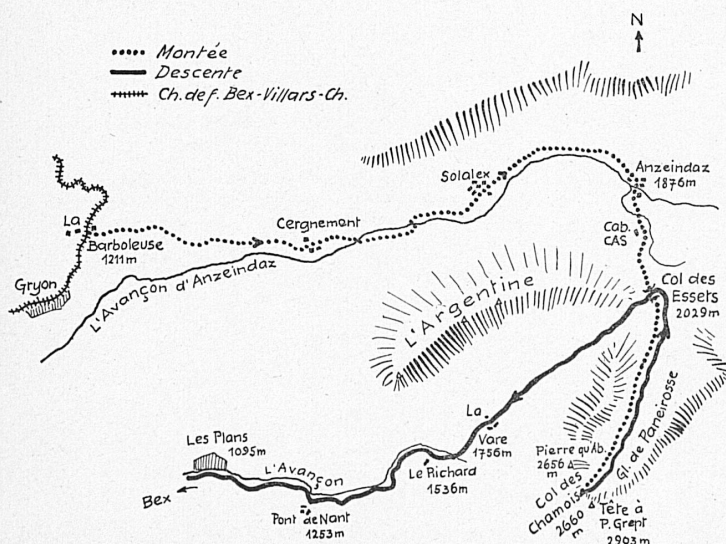 N
Montée
Descente
Ch.de f. Bex-Villars-Ch.
Solalex
Anzeindaz
1876m
La
Barboleuse
1211m
Cergnement
Cab.
CAS
Gryon
L'Avançon d'Anzeindaz
Col des
Essets
2029m
L'Argentine
La
Vare
1756m
Les Plans
1095m
L'Avançon
Le Richard
1536m
Bex
Pont de Nant
1253m
Pierre qu'Ab.
2656
m
Gl. de Paneirosse
Col des
Chamois
2660
m
Tête à
P. Grept
2903m